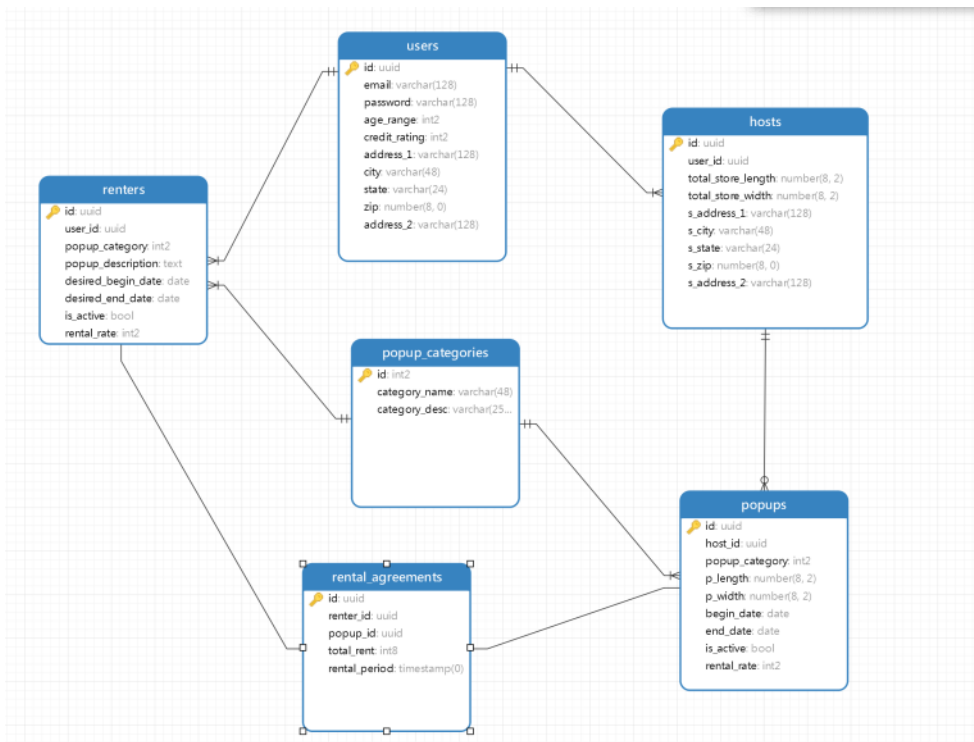 users
id: uuid
email: varchar(128)
password: varchar(128)
age_range: int2
credit_rating: int2
address_1: varchar(128)
city: varchar(48)
state: varchar(24)
zip: number(8, 0)
address_2: varchar(128)
hosts
id: uuid
user_id: uuid
total_store_length: number(8, 2)
total_store_width: number(8, 2)
s_address_1: varchar(128)
s_city: varchar(48)
s_state: varchar(24)
s_zip: number(8, 0)
s_address_2: varchar(128)
renters
id: uuid
user_id: uuid
popup_category: int2
popup_description: text
desired_begin_date: date
desired_end_date: date
is_active: bool
rental_rate: int2
popup_categories
id: int2
category_name: varchar(48)
category_desc: varchar(25...
popups
id: uuid
host_id: uuid
popup_category: int2
p_length: number(8, 2)
p_width: number(8, 2)
begin_date: date
end_date: date
is_active: bool
rental_rate: int2
rental_agreements
id: uuid
renter_id: uuid
popup_id: uuid
total_rent: int8
rental_period: timestamp(0)